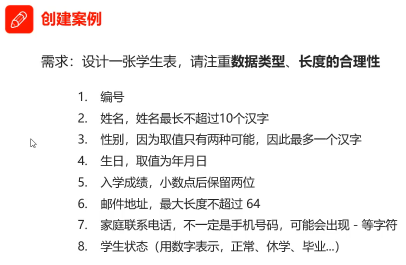 创建案例
需求：设计一张学生表，请注重数据类型、长度的合理性
1. 编号
2. 姓名，姓名最长不超过10个汉字
3. 性别，因为取值只有两种可能，因此最多一个汉字
4. 生日，取值为年月日
5. 入学成绩，小数点后保留两位
6. 邮件地址，最大长度不超过 64
7. 家庭联系电话，不一定是手机号码，可能会出现 - 等字符
8. 学生状态（用数字表示，正常、休学、毕业...）